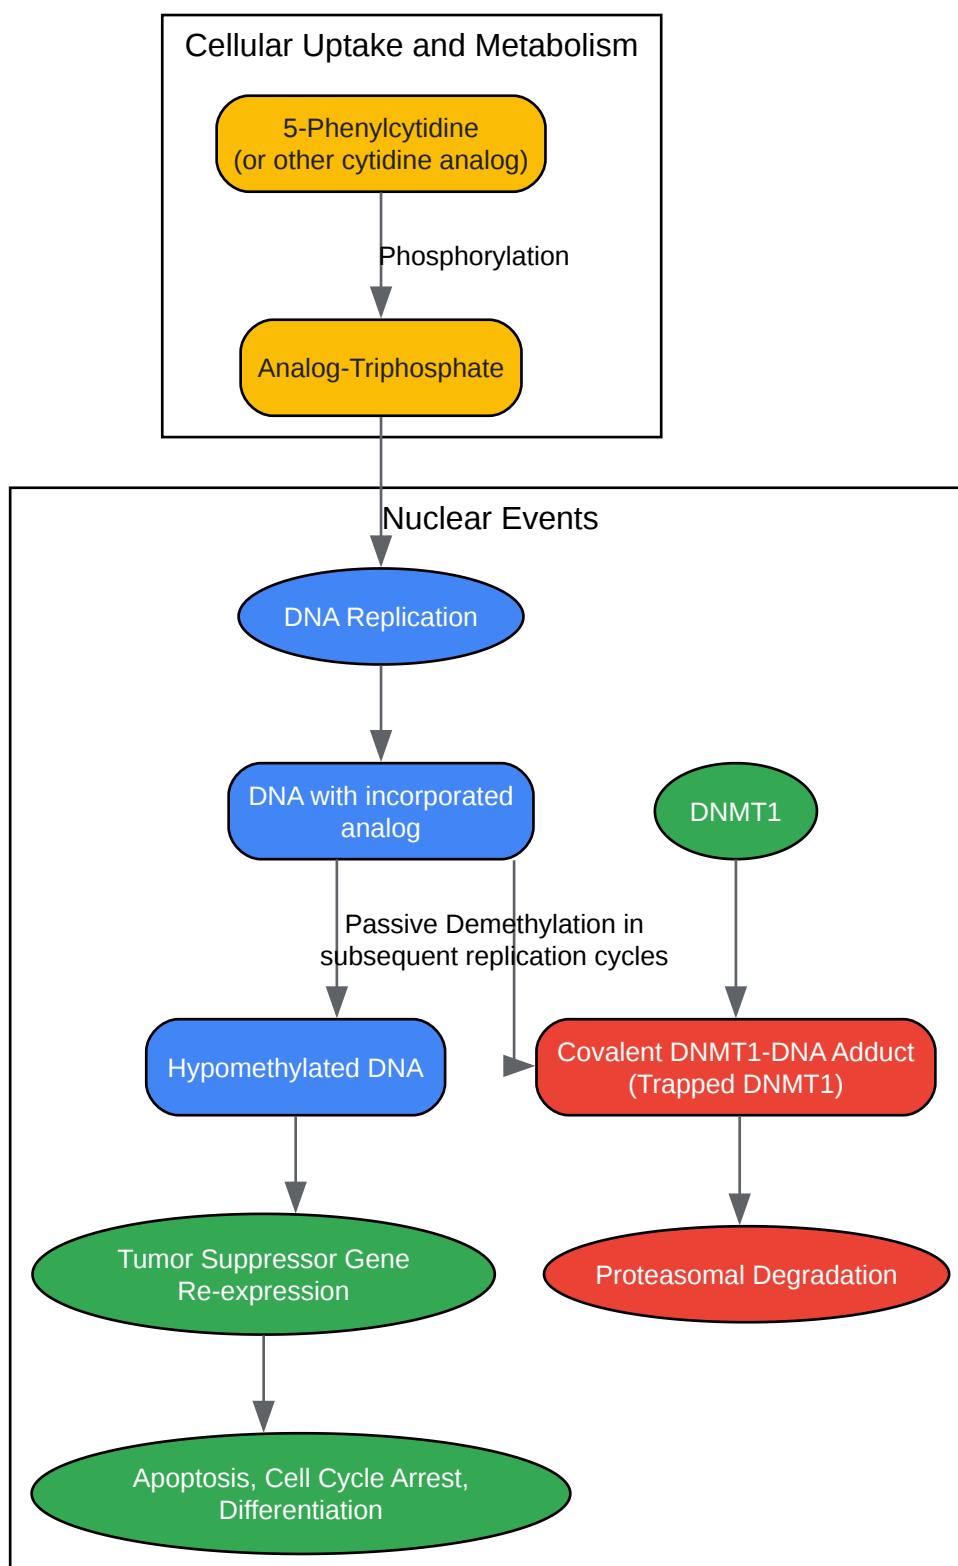 Cellular Uptake and Metabolism
5-Phenylcytidine
(or other cytidine analog)
Phosphorylation
Analog-Triphosphate
Nuclear Events
DNA Replication
DNA with incorporated
analog
DNMT1
Passive Demethylation in
subsequent replication cycles
Hypomethylated DNA
Covalent DNMT1-DNA Adduct
(Trapped DNMT1)
Tumor Suppressor Gene
Re-expression
Proteasomal Degradation
Apoptosis, Cell Cycle Arrest,
Differentiation